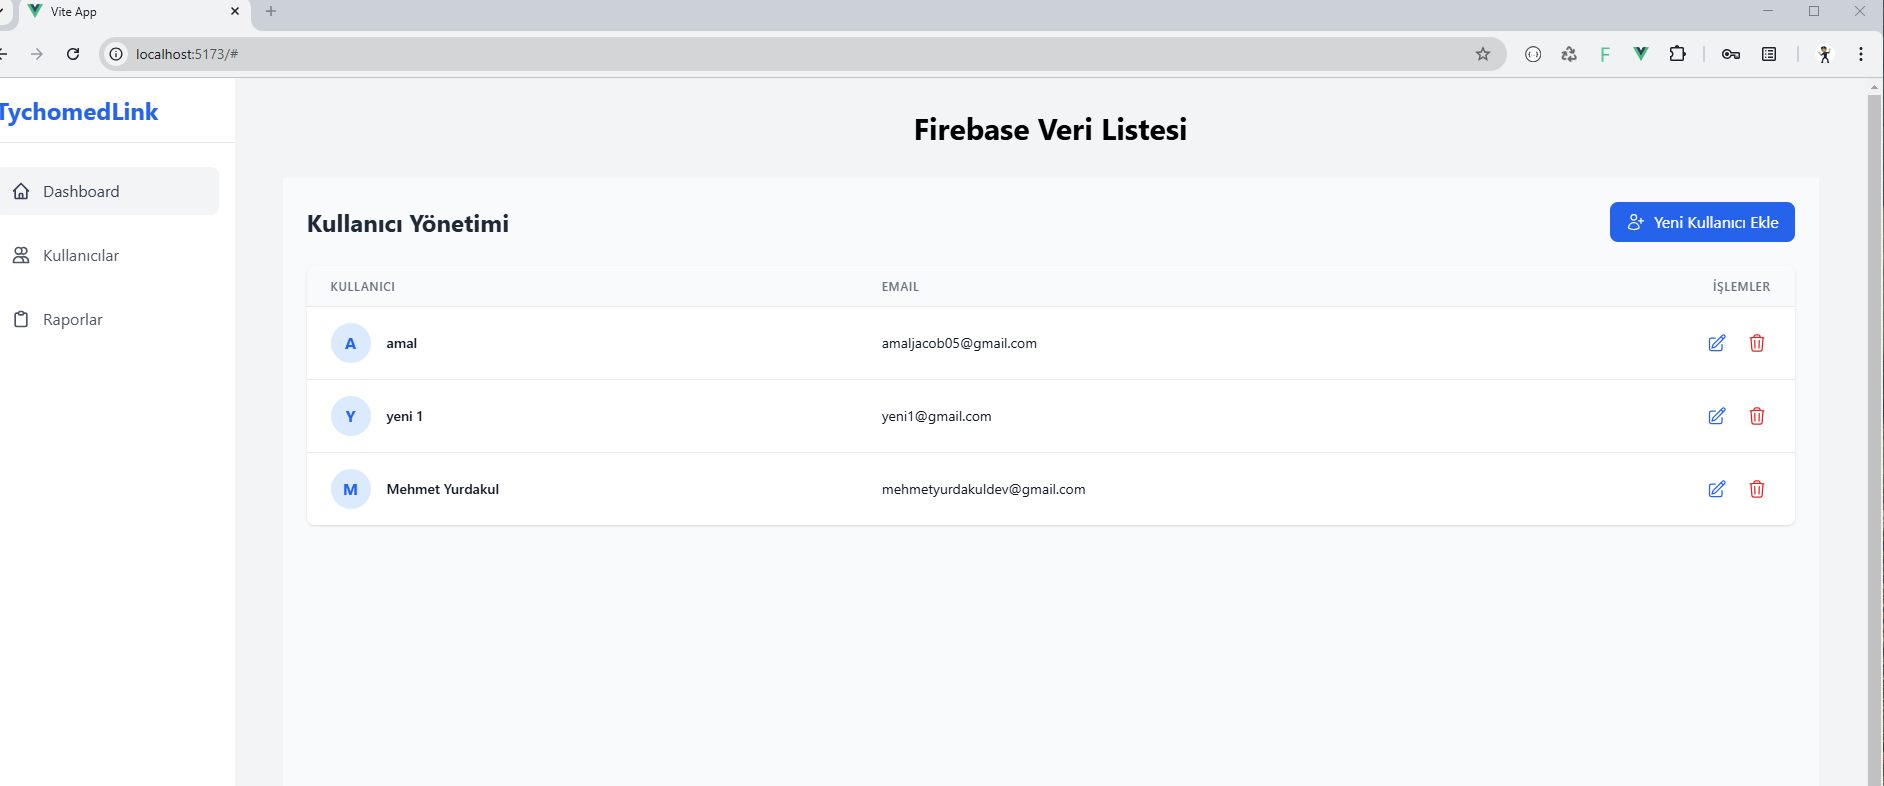 Vite App
localhost:5173/#
TychomedLink
Dashboard
Kullanıcılar
Raporlar
Firebase Veri Listesi
Kullanıcı Yönetimi
Yeni Kullanıcı Ekle
KULLANICI EMAIL İŞLEMLER
A amal amaljacob05@gmail.com
Y yeni 1 yeni1@gmail.com
M Mehmet Yurdakul mehmetyurdakuldev@gmail.com